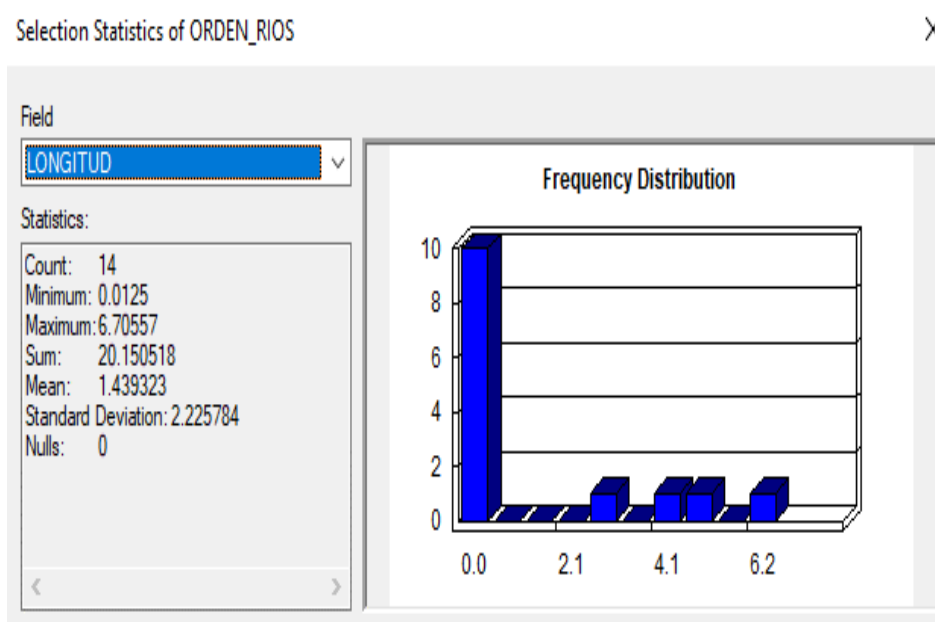 Selection Statistics of ORDEN_RIOS
Field
LONGITUD
Statistics:
Count: 14
Minimum: 0.0125
Maximum: 6.70557
Sum: 20.150518
Mean: 1.439323
Standard Deviation: 2.225784
Nulls: 0
Frequency Distribution
10
8
6
4
2
0
0.0 2.1 4.1 6.2